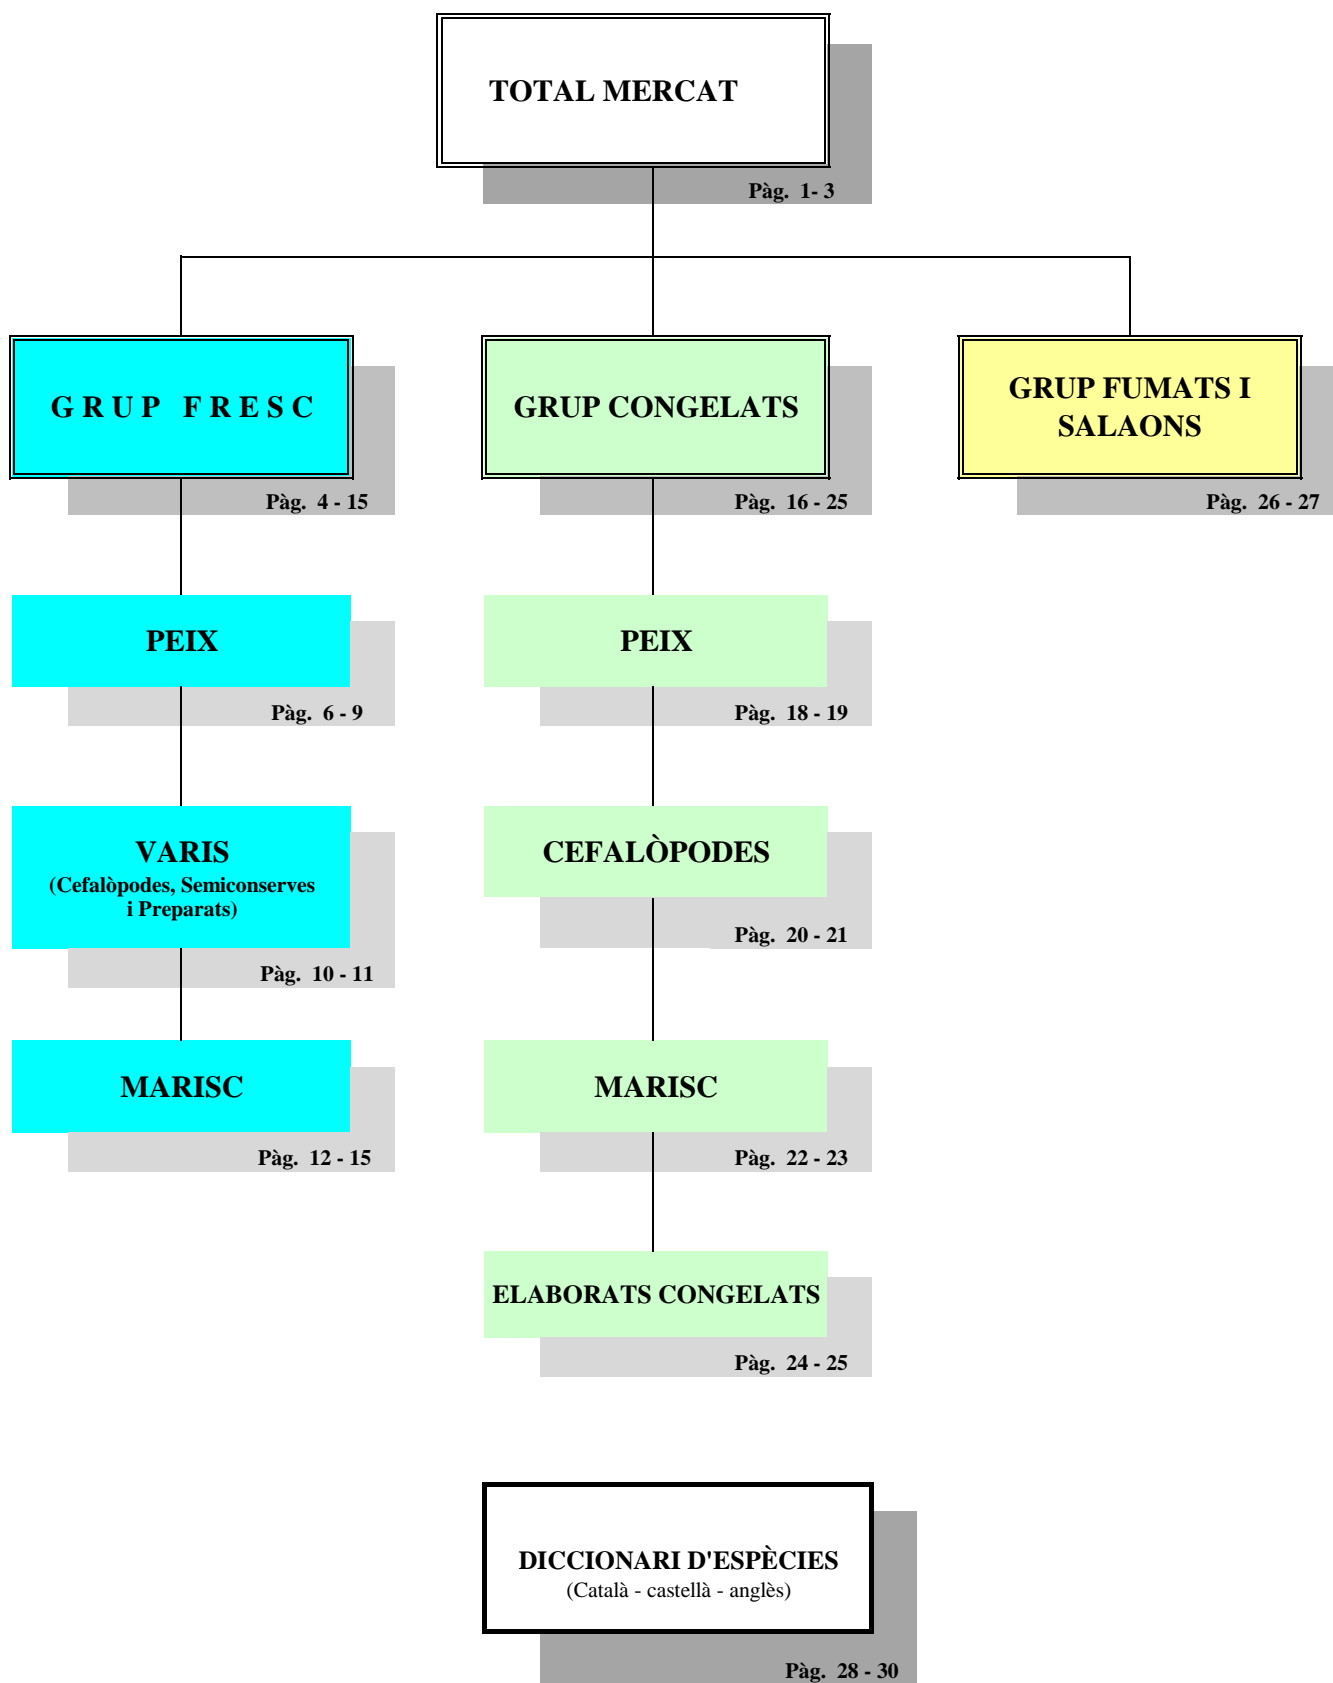 TOTAL MERCAT
Pàg. 1- 3
G R U P F R E S C
Pàg. 4 - 15
GRUP CONGELATS
Pàg. 16 - 25
GRUP FUMATS I
SALAONS
Pàg. 26 - 27
PEIX
Pàg. 6 - 9
PEIX
Pàg. 18 - 19
VARIS
(Cefalòpodes, Semiconserves
i Preparats)
Pàg. 10 - 11
CEFALÒPODES
Pàg. 20 - 21
MARISC
Pàg. 12 - 15
MARISC
Pàg. 22 - 23
ELABORATS CONGELATS
Pàg. 24 - 25
DICCIONARI D'ESPÈCIES
(Català - castellà - anglès)
Pàg. 28 - 30